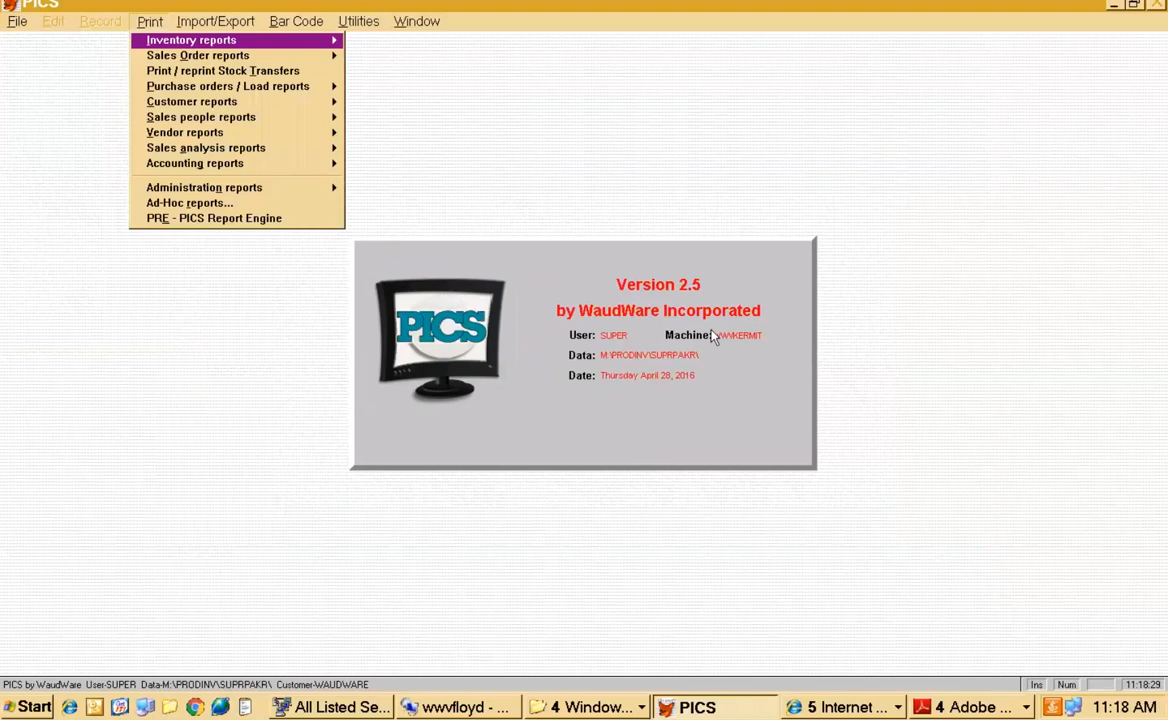 PICS
File Edit Record Print Import/Export Bar Code Utilities Window
Inventory reports
Sales Order reports
Print / reprint Stock Transfers
Purchase orders / Load reports
Customer reports
Sales people reports
Vendor reports
Sales analysis reports
Accounting reports
Administration reports
Ad-Hoc reports...
PRE - PICS Report Engine
PICS
Version 2.5
by WaudWare Incorporated
User: SUPER Machine: WWKERMIT
Data: M:\PRODINV\SUPRPAKR\
Date: Thursday April 28, 2016
PICS by WaudWare User-SUPER Data-M:\PRODINV\SUPRPAKR\ Customer-WAUDWARE Ins Num 11:18:29
Start All Listed Se... wwvfloyd - ... 4 Window... PICS 5 Internet ... 4 Adobe ... 11:18 AM